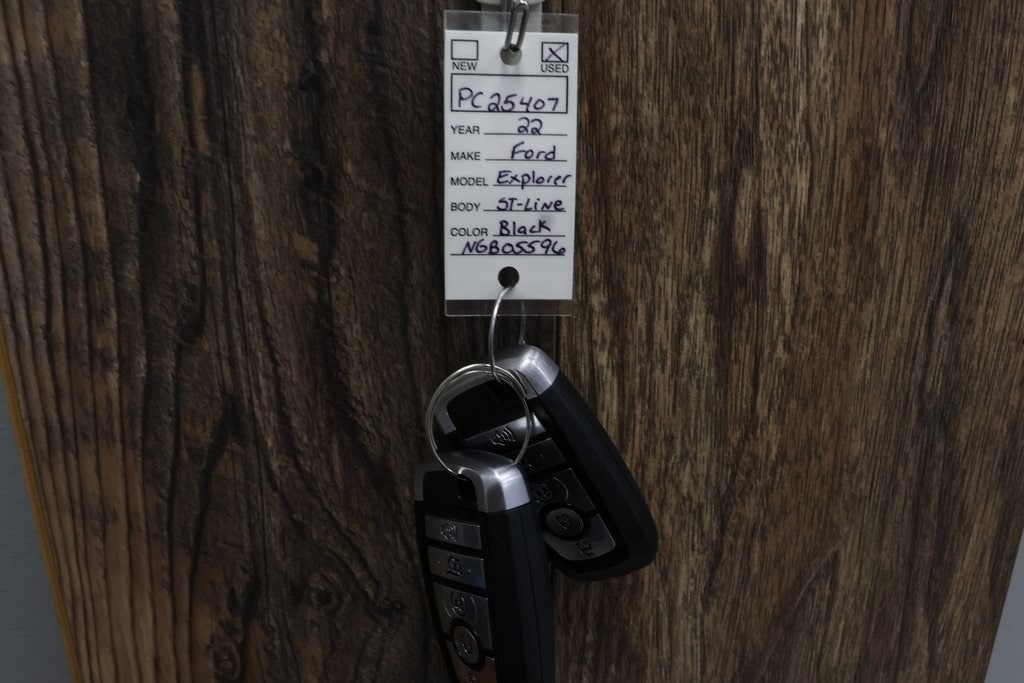 NEW USED
PC25407
YEAR 22
MAKE Ford
MODEL Explorer
BODY ST-Line
COLOR Black
NGB05596